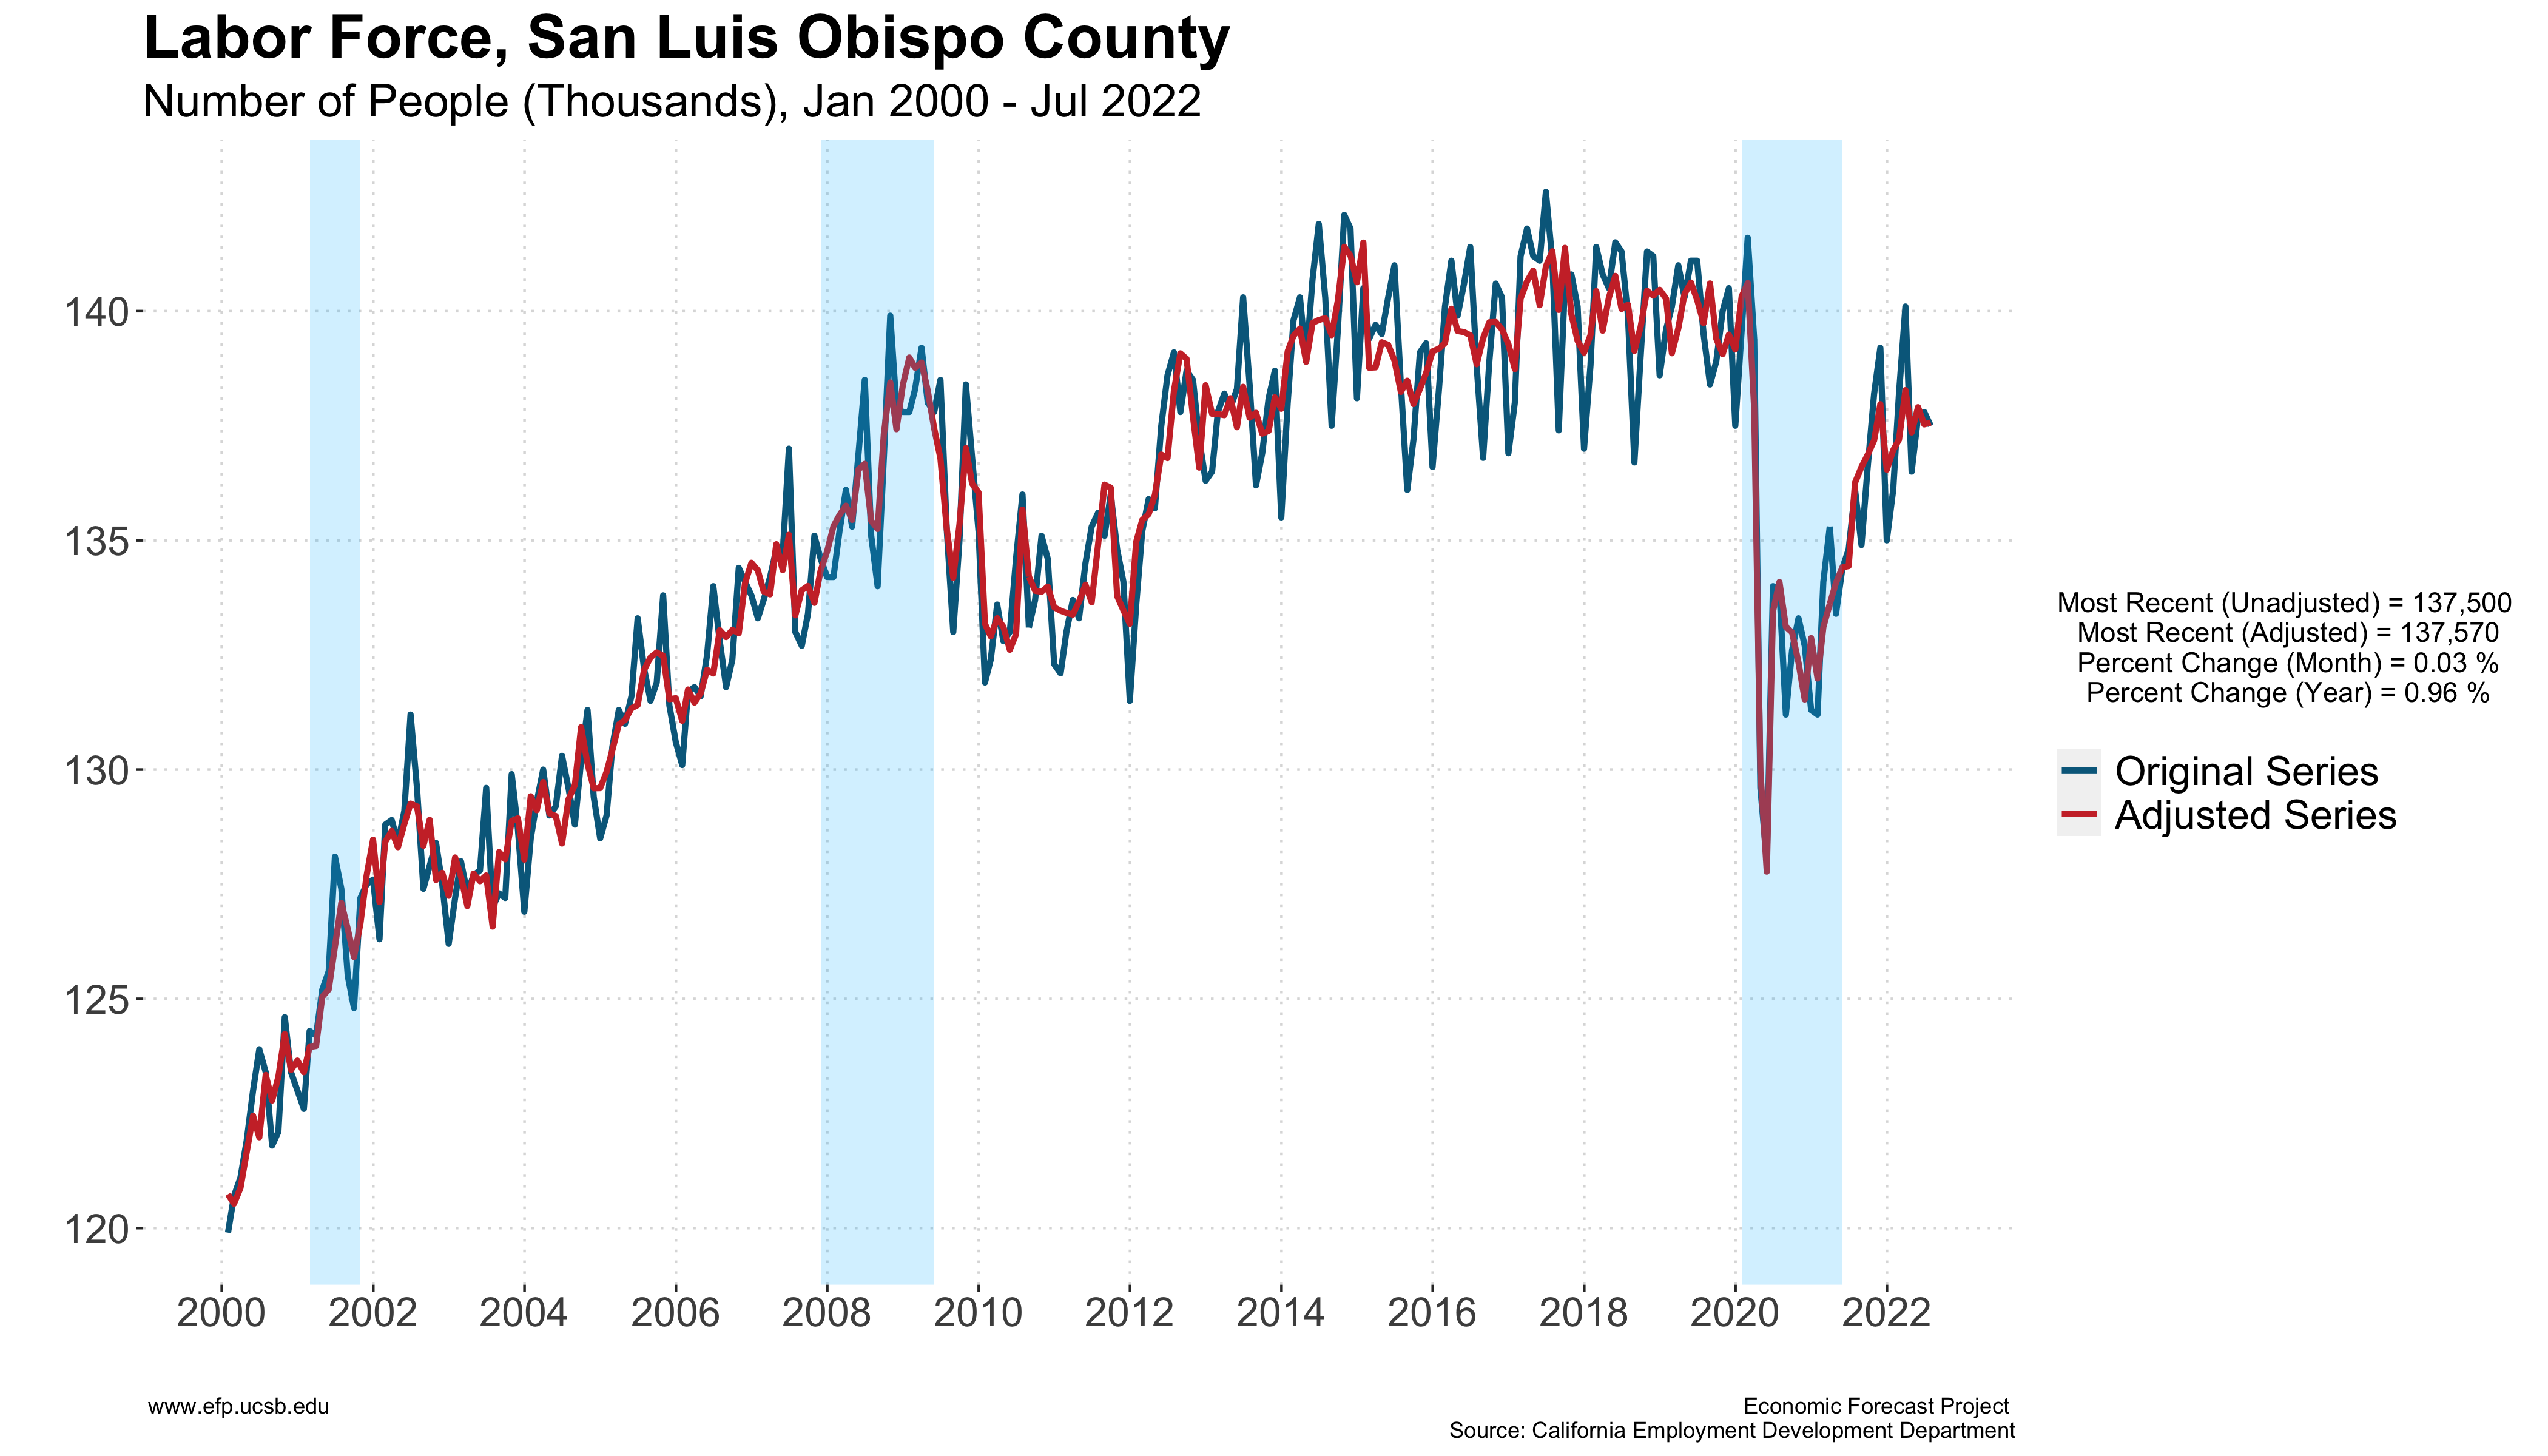 Labor Force, San Luis Obispo County
Number of People (Thousands), Jan 2000 - Jul 2022
140
135
130
125
120
2000 2002 2004 2006 2008 2010 2012 2014 2016 2018 2020 2022
Most Recent (Unadjusted) = 137,500
Most Recent (Adjusted) = 137,570
Percent Change (Month) = 0.03 %
Percent Change (Year) = 0.96 %
Original Series
Adjusted Series
www.efp.ucsb.edu
Economic Forecast Project
Source: California Employment Development Department